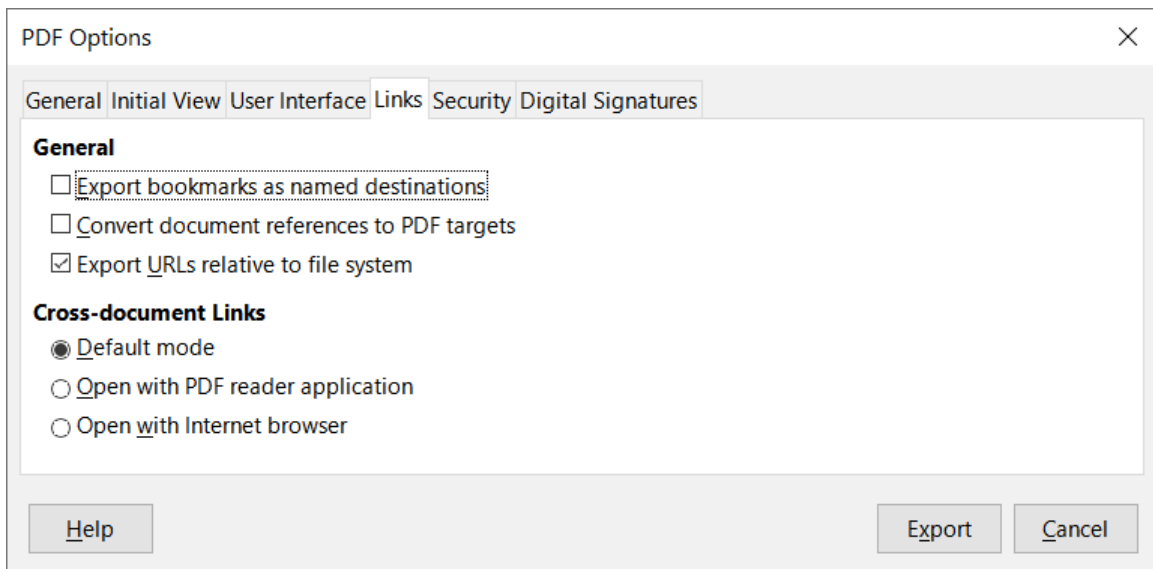 PDF Options
General Initial View User Interface Links Security Digital Signatures
General
Export bookmarks as named destinations
Convert document references to PDF targets
Export URLs relative to file system
Cross-document Links
Default mode
Open with PDF reader application
Open with Internet browser
Help Export Cancel